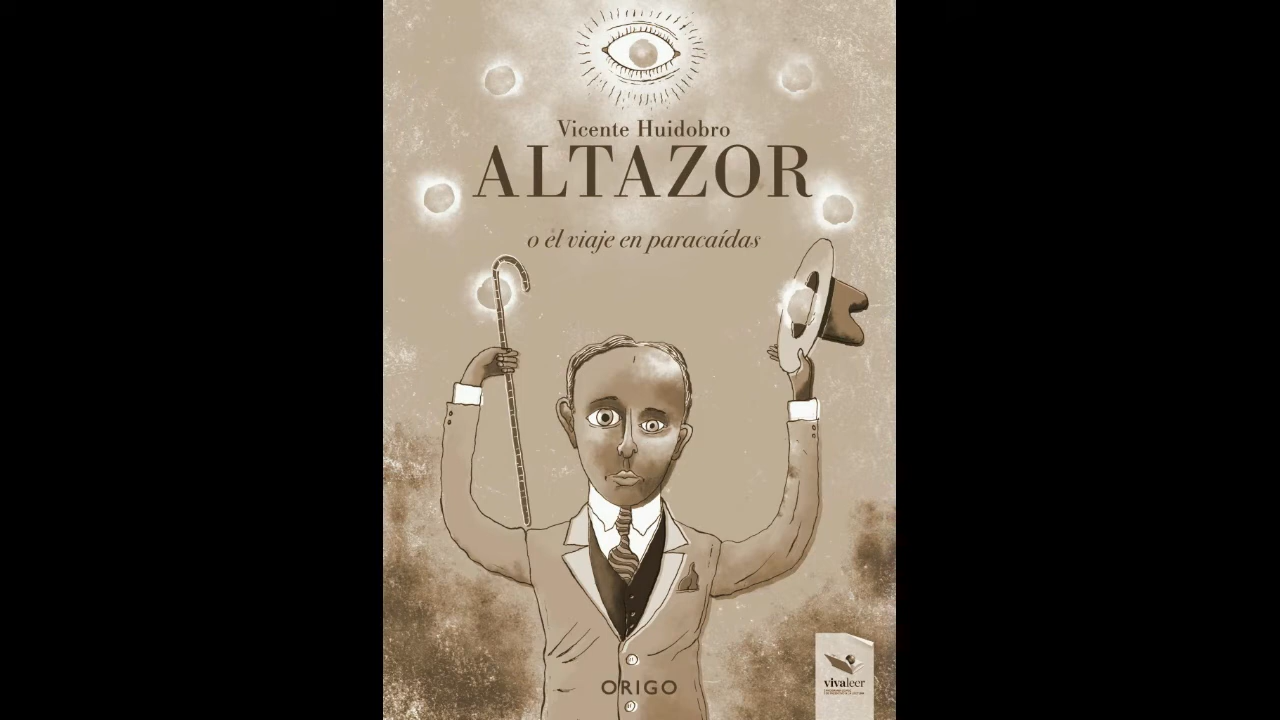 Vicente Huidobro
ALTAZOR
o el viaje en paracaídas
ORIGO
vivaleer